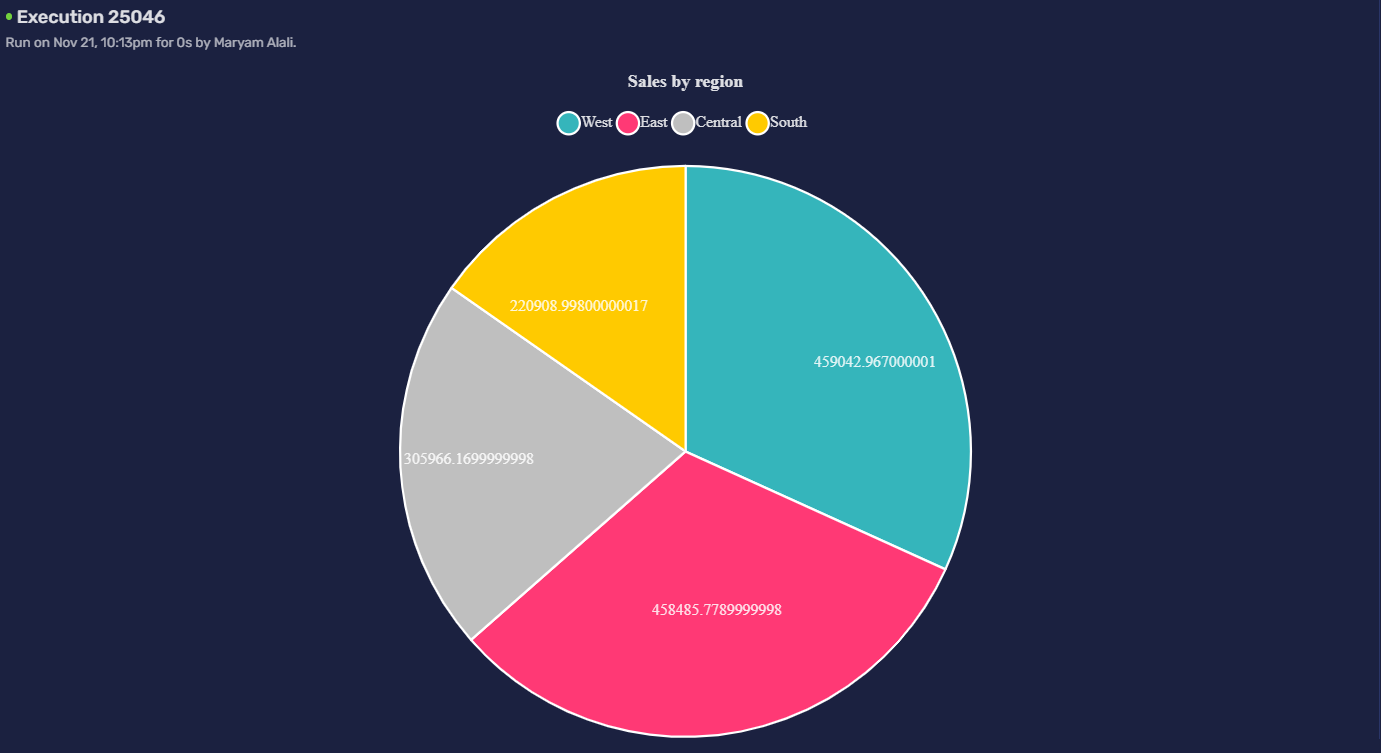 Execution 25046
Run on Nov 21, 10:13pm for 0s by Maryam Alali.
Sales by region
West East Central South
220908.99800000017
459042.967000001
305966.1699999998
458485.7789999998